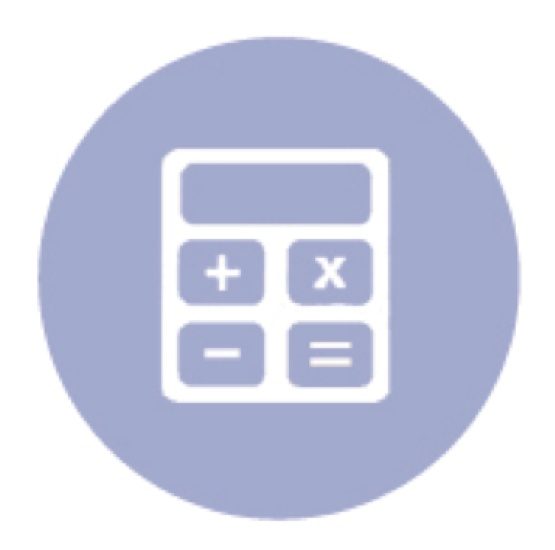 + x
− =